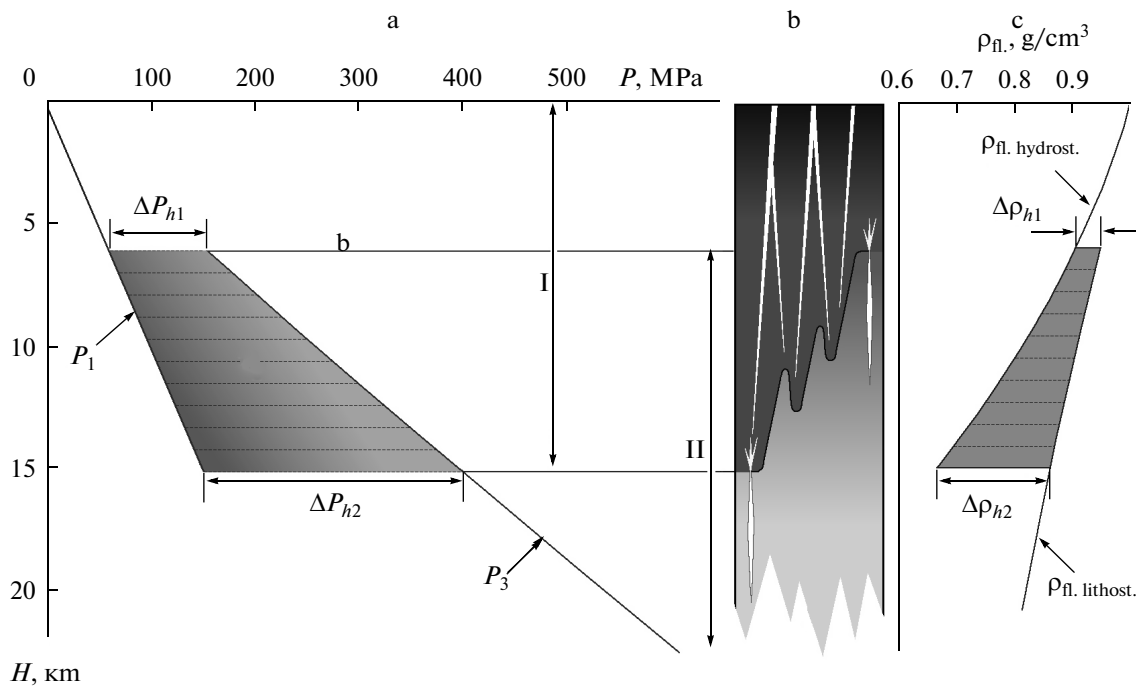 a b c
ρfl., g/cm³
0 100 200 300 400 500 P, MPa 0.6 0.7 0.8 0.9
ρfl. hydrost.
ΔPh1 5 Δρh1
b
I
P1 10
II
15
ΔPh2 Δρh2
P3
20 ρfl. lithost.
H, км